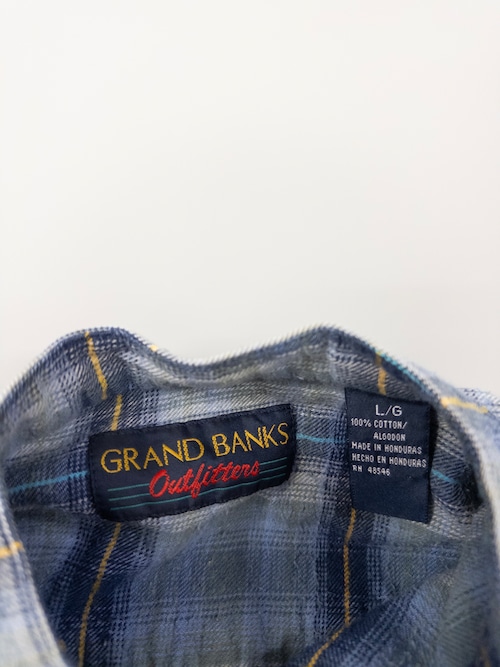 GRAND BANKS
Outfitters
L/G
100% COTTON/
ALGODON
MADE IN HONDURAS
HECHO EN HONDURAS
RN 48546